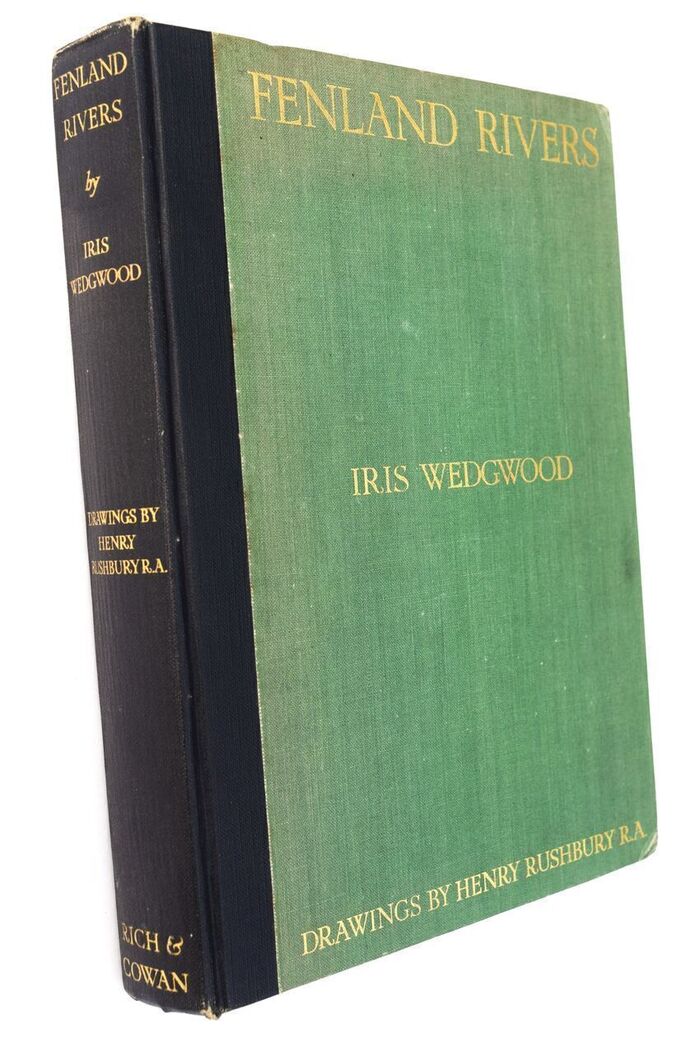 FENLAND
RIVERS
by
IRIS
WEDGWOOD
DRAWINGS BY
HENRY
RUSHBURY R.A.
RICH &
COWAN
FENLAND RIVERS
IRIS WEDGWOOD
DRAWINGS BY HENRY RUSHBURY R.A.